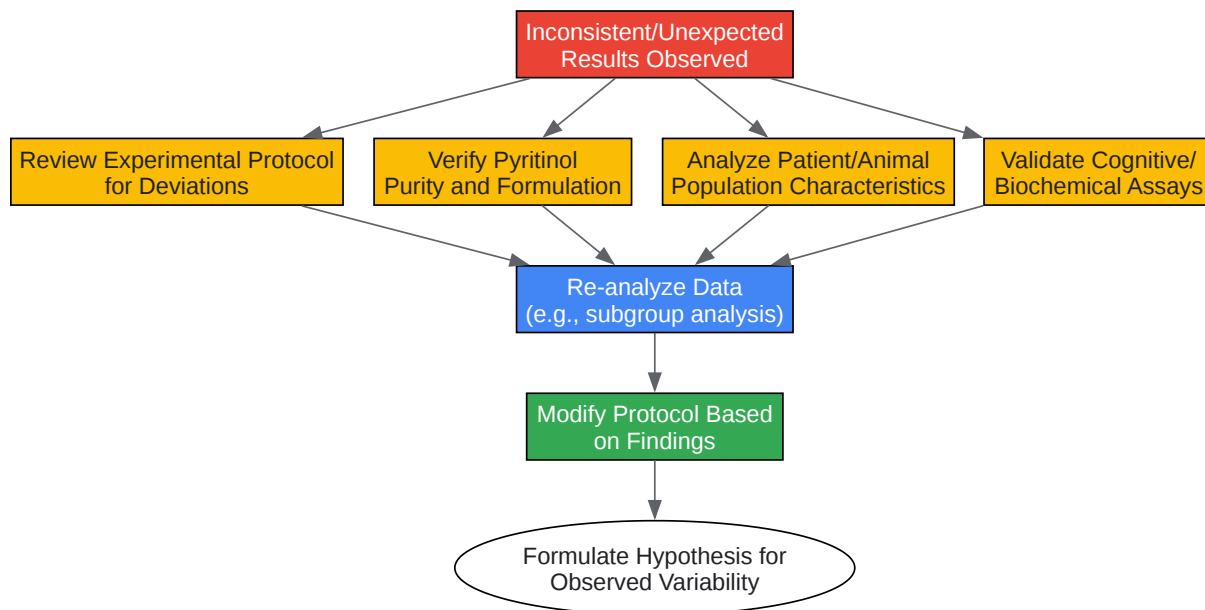 Inconsistent/Unexpected
Results Observed
Review Experimental Protocol
for Deviations
Verify Pyritinol
Purity and Formulation
Analyze Patient/Animal
Population Characteristics
Validate Cognitive/
Biochemical Assays
Re-analyze Data
(e.g., subgroup analysis)
Modify Protocol Based
on Findings
Formulate Hypothesis for
Observed Variability